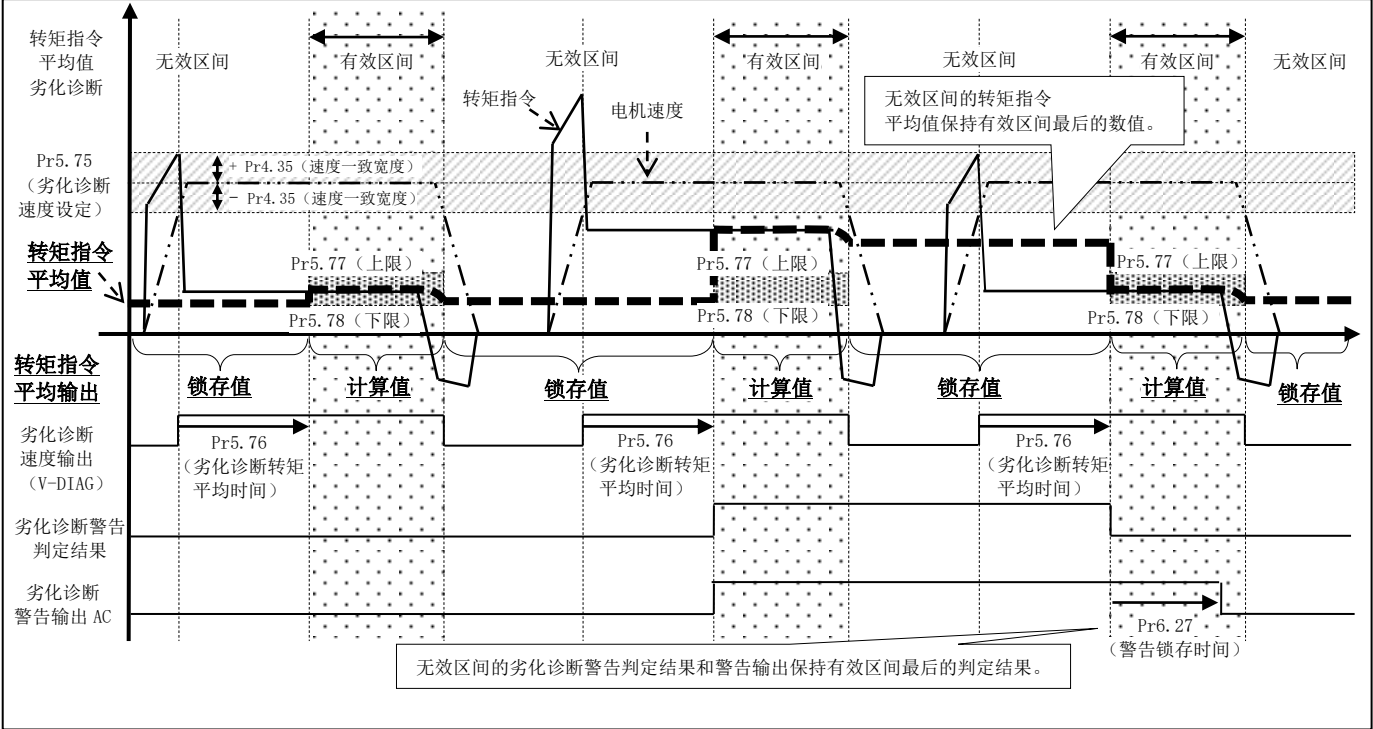 转矩指令
平均值
劣化诊断
无效区间
有效区间
无效区间
有效区间
无效区间
有效区间
无效区间
转矩指令
电机速度
无效区间的转矩指令
平均值保持有效区间最后的数值。
Pr5.75
（劣化诊断
速度设定）
+ Pr4.35（速度一致宽度）
− Pr4.35（速度一致宽度）
转矩指令
平均值
Pr5.77（上限）
Pr5.77（上限）
Pr5.77（上限）
Pr5.78（下限）
Pr5.78（下限）
Pr5.78（下限）
转矩指令
平均输出
锁存值
计算值
锁存值
计算值
锁存值
计算值
锁存值
劣化诊断
速度输出
（V-DIAG）
Pr5.76
（劣化诊断转矩
平均时间）
Pr5.76
（劣化诊断转矩
平均时间）
Pr5.76
（劣化诊断转矩
平均时间）
劣化诊断警告
判定结果
劣化诊断
警告输出 AC
Pr6.27
（警告锁存时间）
无效区间的劣化诊断警告判定结果和警告输出保持有效区间最后的判定结果。